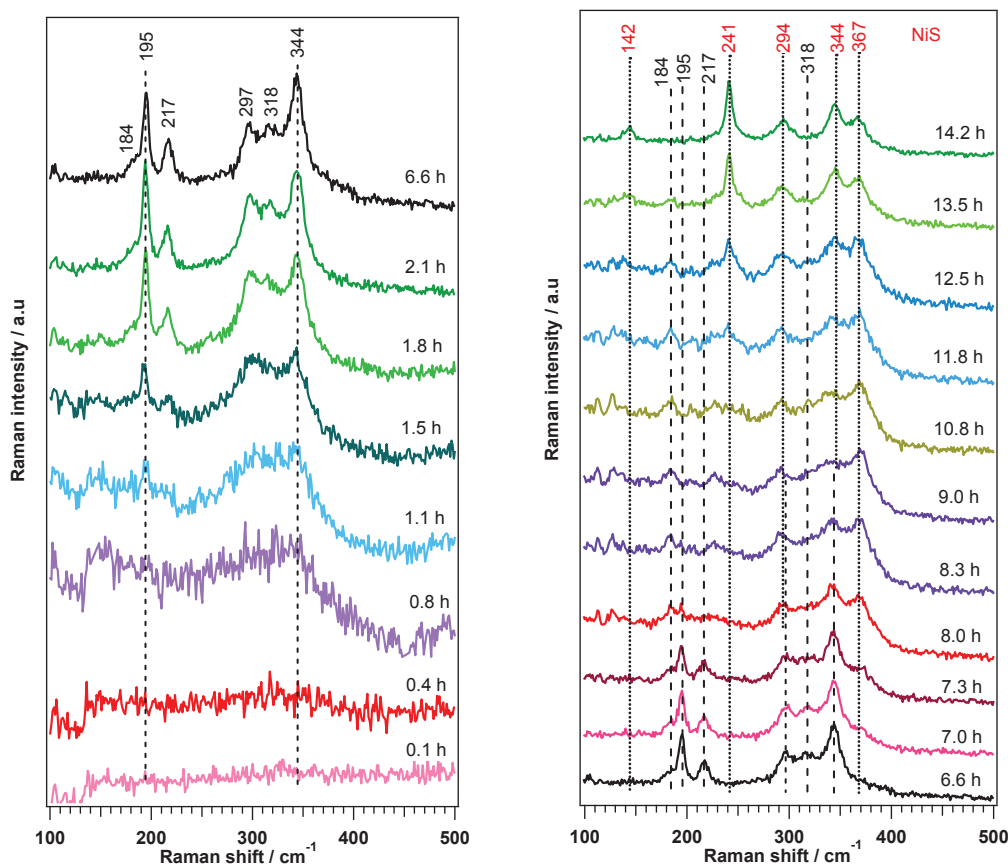 195
344
217
184
297
318
6.6 h
2.1 h
1.8 h
1.5 h
1.1 h
0.8 h
0.4 h
0.1 h
Raman intensity / a.u
100 200 300 400 500
Raman shift / cm-1
142
241
294
344
367
NiS
184
195
217
318
14.2 h
13.5 h
12.5 h
11.8 h
10.8 h
9.0 h
8.3 h
8.0 h
7.3 h
7.0 h
6.6 h
Raman intensity / a.u
100 200 300 400 500
Raman shift / cm-1